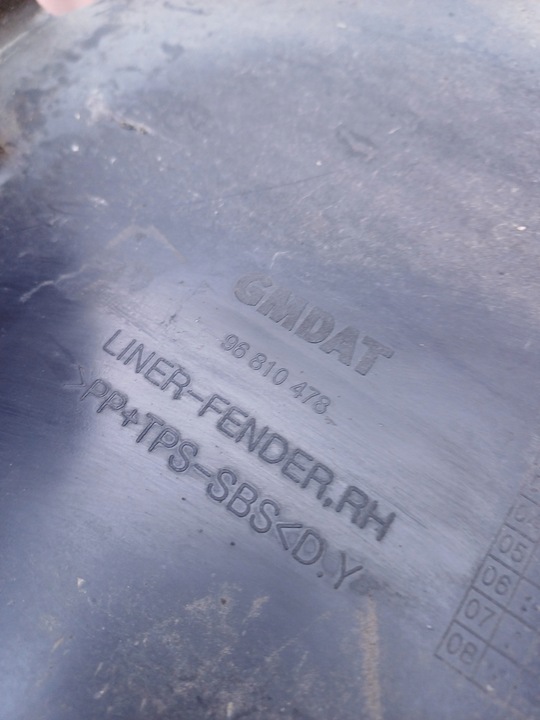 GMDAT
96 810 478
LINER-FENDER,RH
>PP+TPS-SBS<D.Y
05
06
07
08